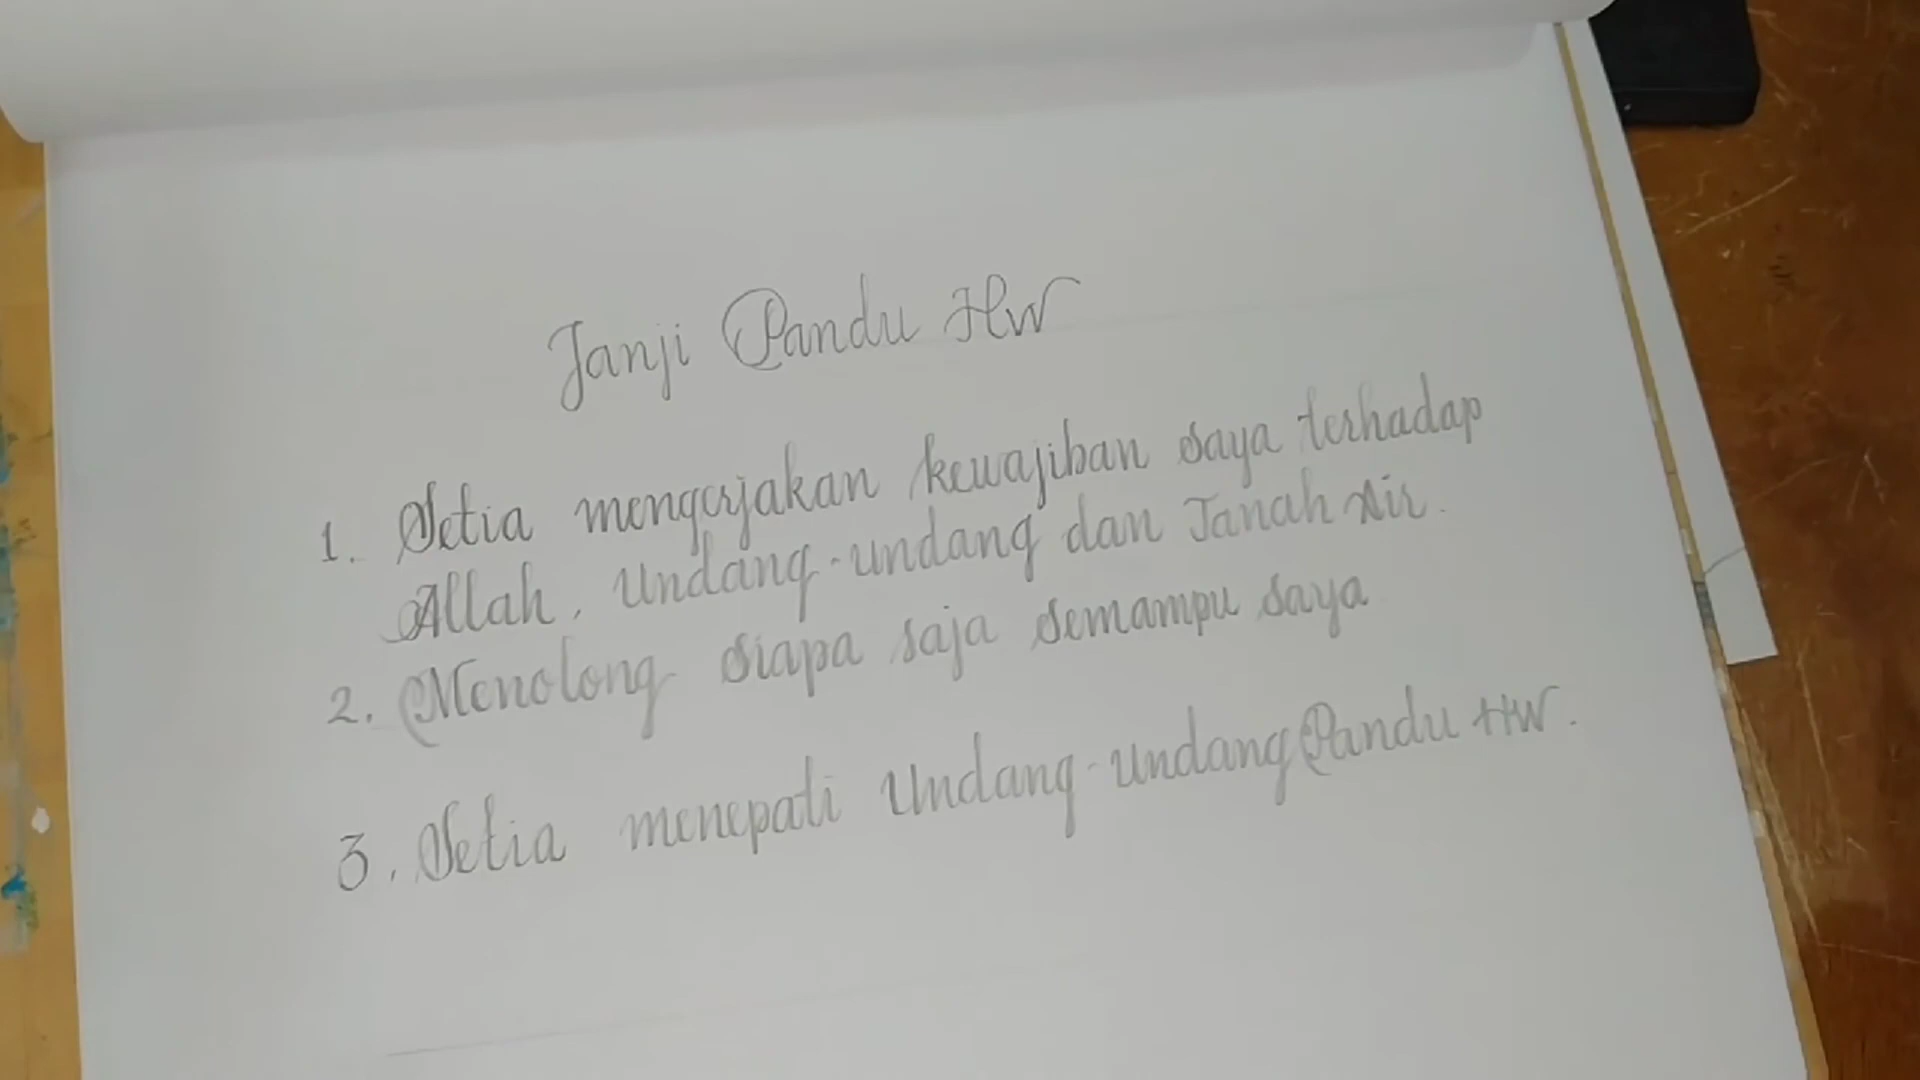 Janji Pandu HW
1. Setia mengerjakan kewajiban saya terhadap
Allah, Undang-undang dan Tanah Air.
2. Menolong siapa saja semampu saya
3. Setia menepati Undang-undang Pandu HW.